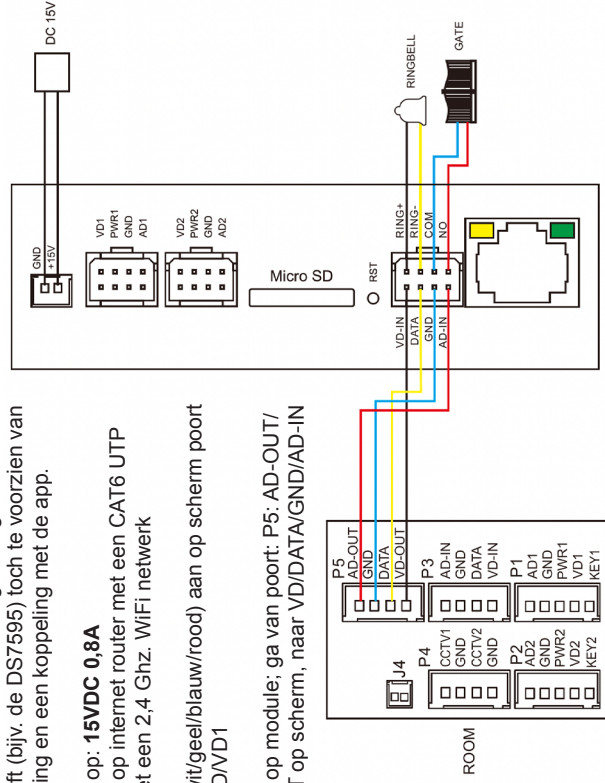 DC 15V
GND
+15V
VD1
PWR1
GND
AD1
VD2
PWR2
GND
AD2
Micro SD
RST
RING+
RING-
COM
NO
VD-IN
DATA
GND
AD-IN
RINGBELL
GATE
ft (bijv. de DS7595) toch te voorzien van
ing en een koppeling met de app.
op: 15VDC 0,8A
op internet router met een CAT6 UTP
t een 2,4 Ghz. WiFi netwerk
it/geel/blauw/rood) aan op scherm poort
D/VD1
op module; ga van poort: P5: AD-OUT/
T op scherm, naar VD/DATA/GND/AD-IN
P5
AD-OUT
GND
DATA
VD-OUT
P3
AD-IN
GND
DATA
VD-IN
P1
AD1
GND
PWR1
VD1
KEY1
J4
P4
CCTV1
GND
CCTV2
GND
P2
AD2
GND
PWR2
VD2
KEY2
ROOM